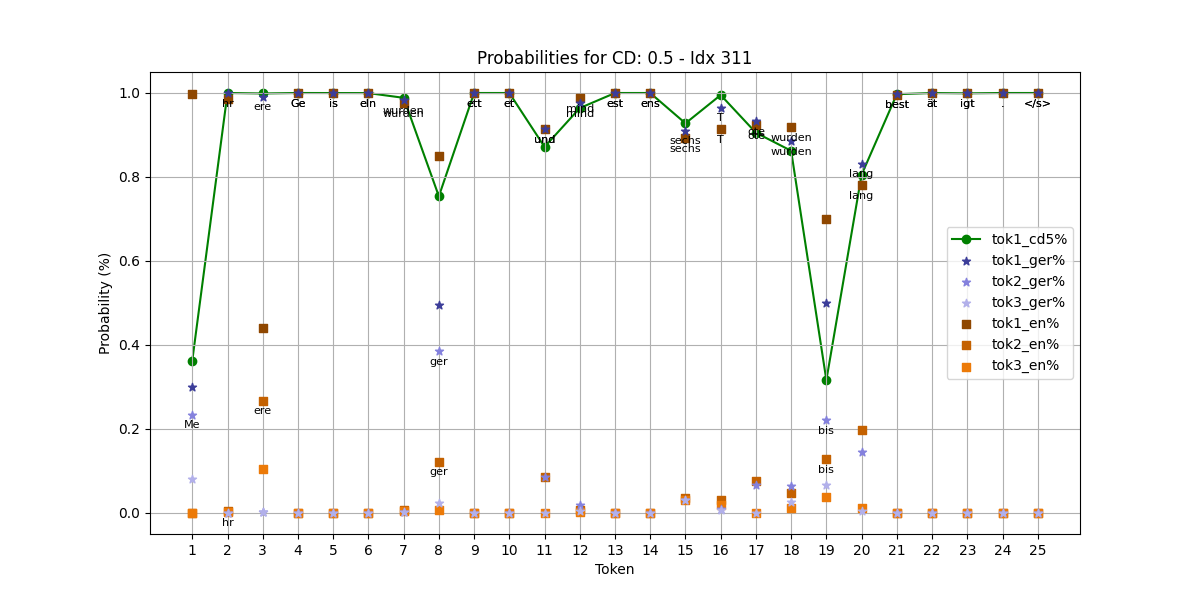 Probabilities for CD: 0.5 - Idx 311
Probability (%)
1.0
0.8
0.6
0.4
0.2
0.0
hr ere Ge is eln wurden wurden ett et und mind mind est ens sechs sechs T T ote ote wurden wurden lang lang best ät igt . </s>
ger
Me
ere
ger
bis
bis
hr
tok1_cd5%
tok1_ger%
tok2_ger%
tok3_ger%
tok1_en%
tok2_en%
tok3_en%
1 2 3 4 5 6 7 8 9 10 11 12 13 14 15 16 17 18 19 20 21 22 23 24 25
Token